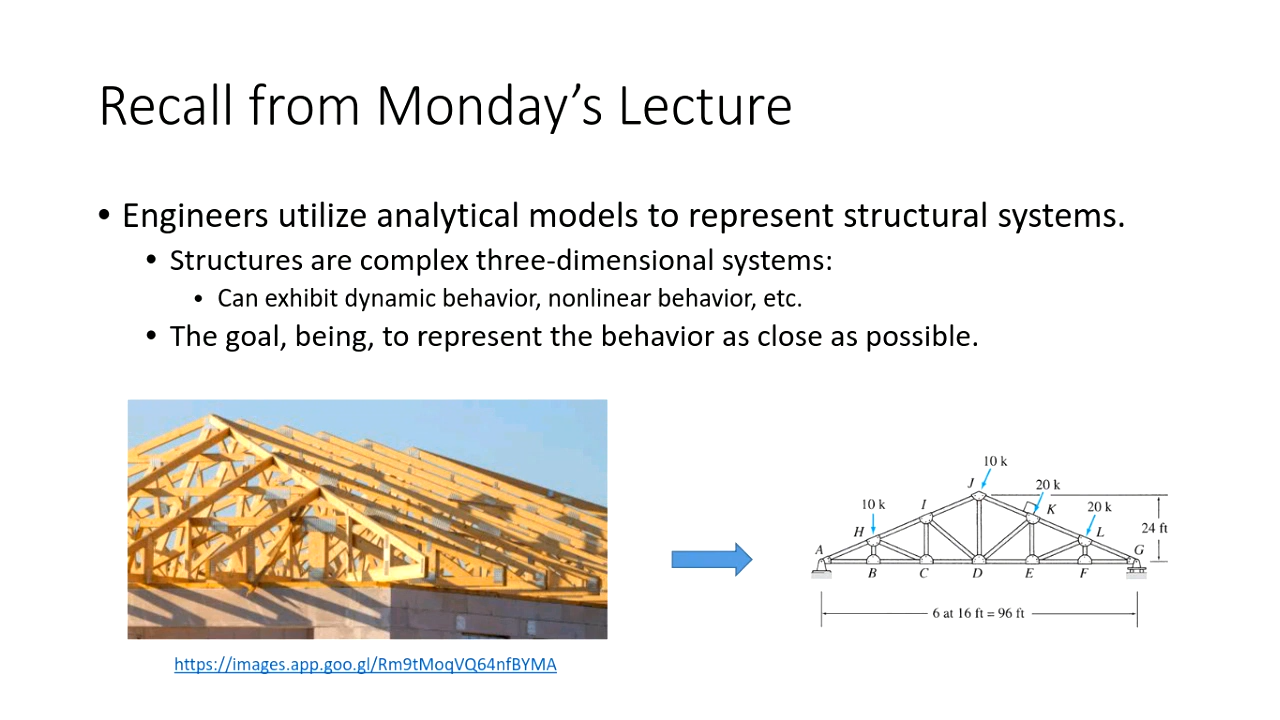 Recall from Monday’s Lecture
• Engineers utilize analytical models to represent structural systems.
• Structures are complex three-dimensional systems:
• Can exhibit dynamic behavior, nonlinear behavior, etc.
• The goal, being, to represent the behavior as close as possible.
10 k
J
20 k
10 k
I
K
20 k
H
L
24 ft
A
G
B
C
D
E
F
6 at 16 ft = 96 ft
https://images.app.goo.gl/Rm9tMoqVQ64nfBYMA